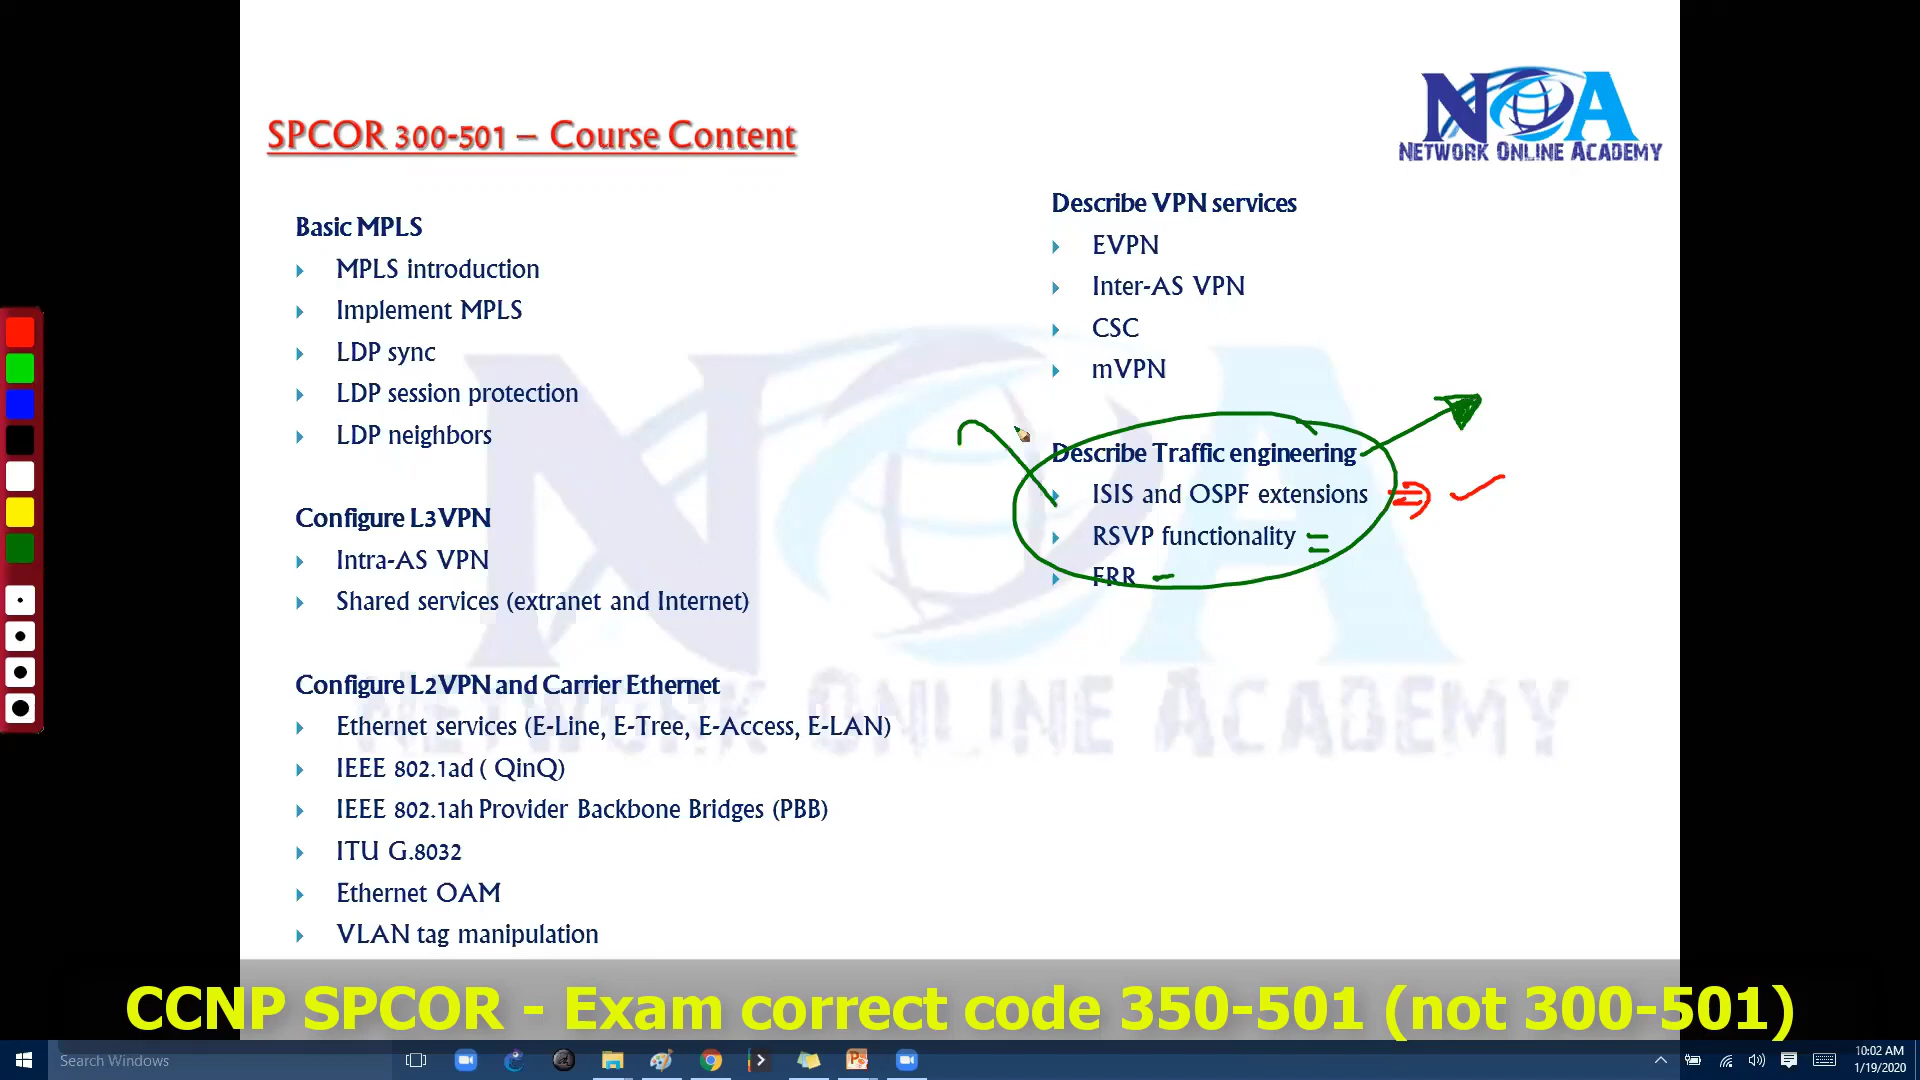 SPCOR 300-501 – Course Content
NOA
NETWORK ONLINE ACADEMY
Basic MPLS
MPLS introduction
Implement MPLS
LDP sync
LDP session protection
LDP neighbors
Configure L3VPN
Intra-AS VPN
Shared services (extranet and Internet)
Configure L2VPN and Carrier Ethernet
Ethernet services (E-Line, E-Tree, E-Access, E-LAN)
IEEE 802.1ad ( QinQ)
IEEE 802.1ah Provider Backbone Bridges (PBB)
ITU G.8032
Ethernet OAM
VLAN tag manipulation
Describe VPN services
EVPN
Inter-AS VPN
CSC
mVPN
Describe Traffic engineering
ISIS and OSPF extensions
RSVP functionality
FRR
NOA
NETWORK ONLINE ACADEMY
CCNP SPCOR - Exam correct code 350-501 (not 300-501)
Search Windows
10:02 AM
1/19/2020